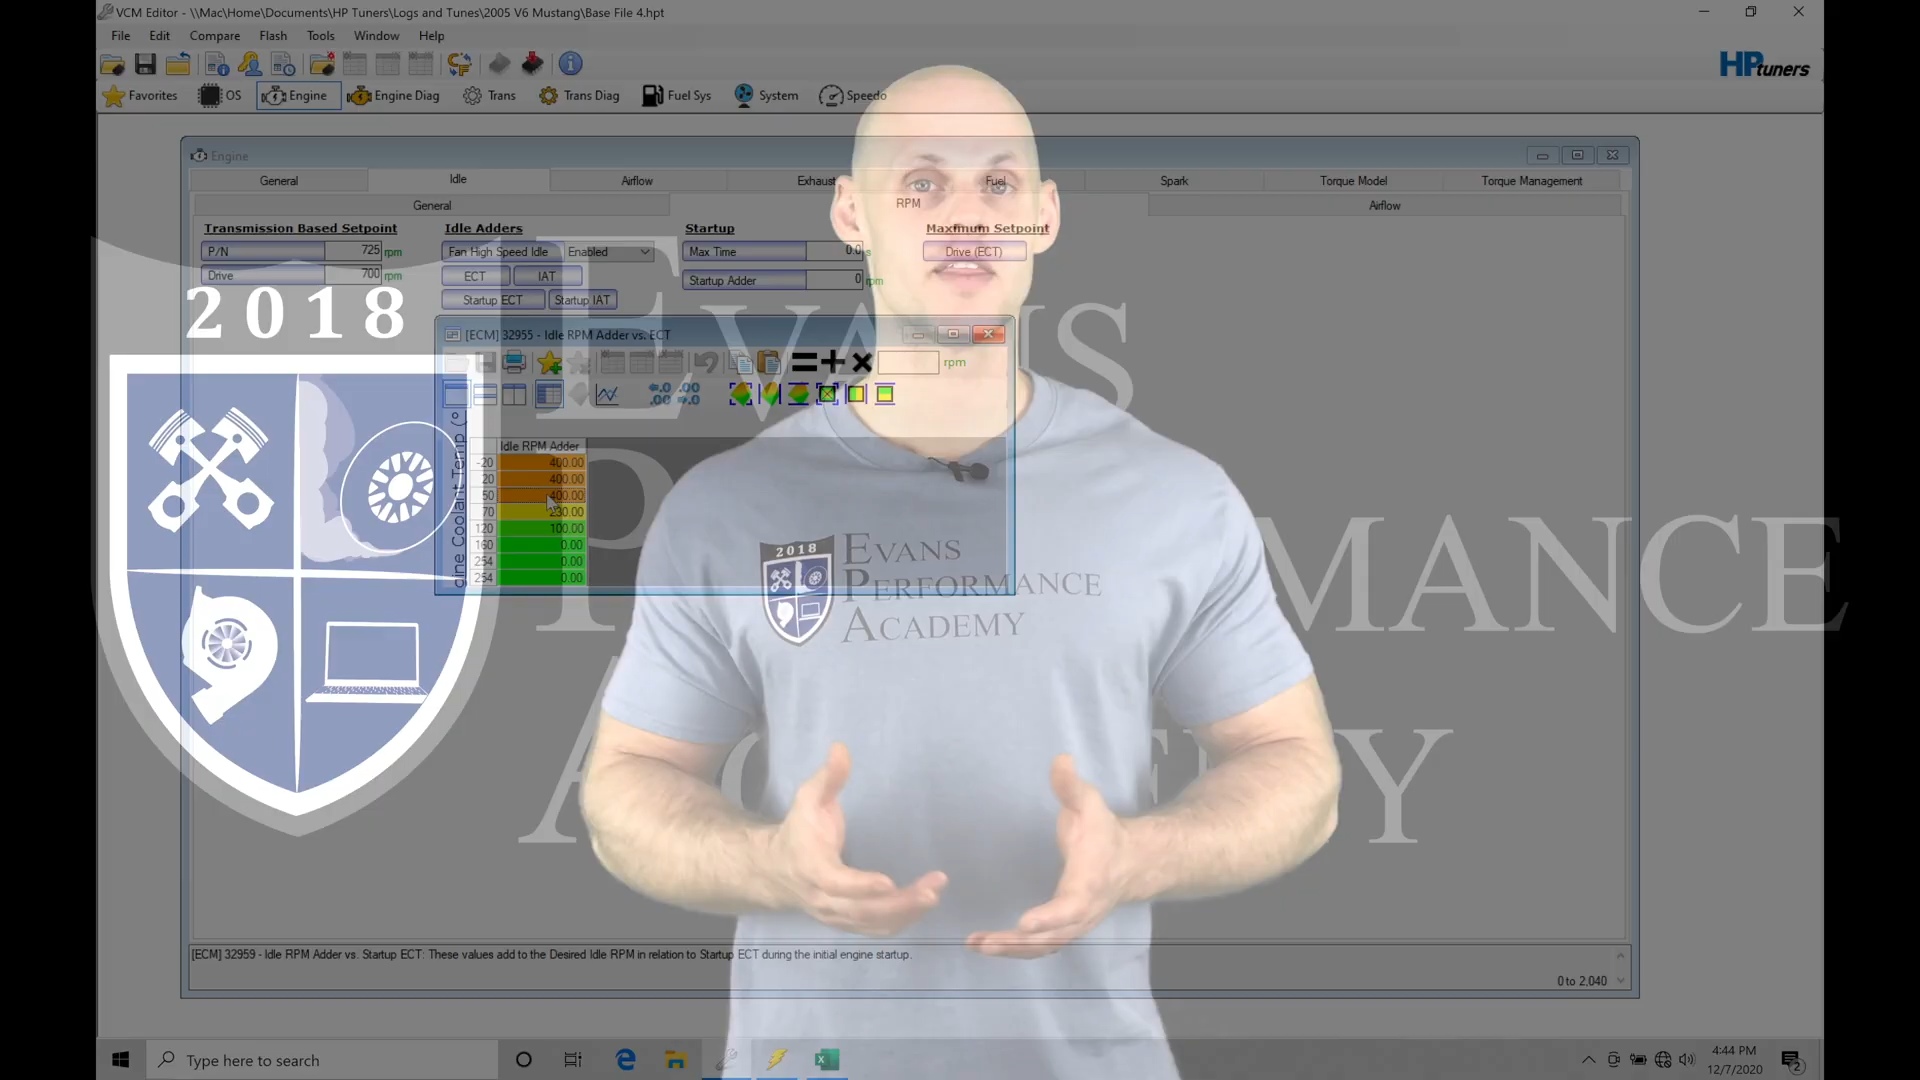 VCM Editor - \\Mac\Home\Documents\HP Tuners\Logs and Tunes\2005 V6 Mustang\Base File 4.hpt
File Edit Compare Flash Tools Window Help
HPtuners
Favorites OS Engine Engine Diag Trans Trans Diag Fuel Sys System Speedo
Engine
General Idle Airflow Exhaust Fuel Spark Torque Model Torque Management
General RPM Airflow
Transmission Based Setpoint Idle Adders Startup Maximum Setpoint
P/N 725 rpm Fan High Speed Idle Enabled Max Time 0.0 s Drive (ECT)
Drive 700 rpm ECT IAT Startup Adder 0 rpm
Startup ECT Startup IAT
[ECM] 32955 - Idle RPM Adder vs. ECT
rpm
Idle RPM Adder
-20 400.00
20 400.00
50 400.00
70 230.00
120 100.00
160 0.00
254 0.00
254 0.00
2018
EVANS
PERFORMANCE
ACADEMY
2018
EVANS
PERFORMANCE
ACADEMY
[ECM] 32959 - Idle RPM Adder vs. Startup ECT: These values add to the Desired Idle RPM in relation to Startup ECT during the initial engine startup.
0 to 2,040
Type here to search
4:44 PM
12/7/2020
2